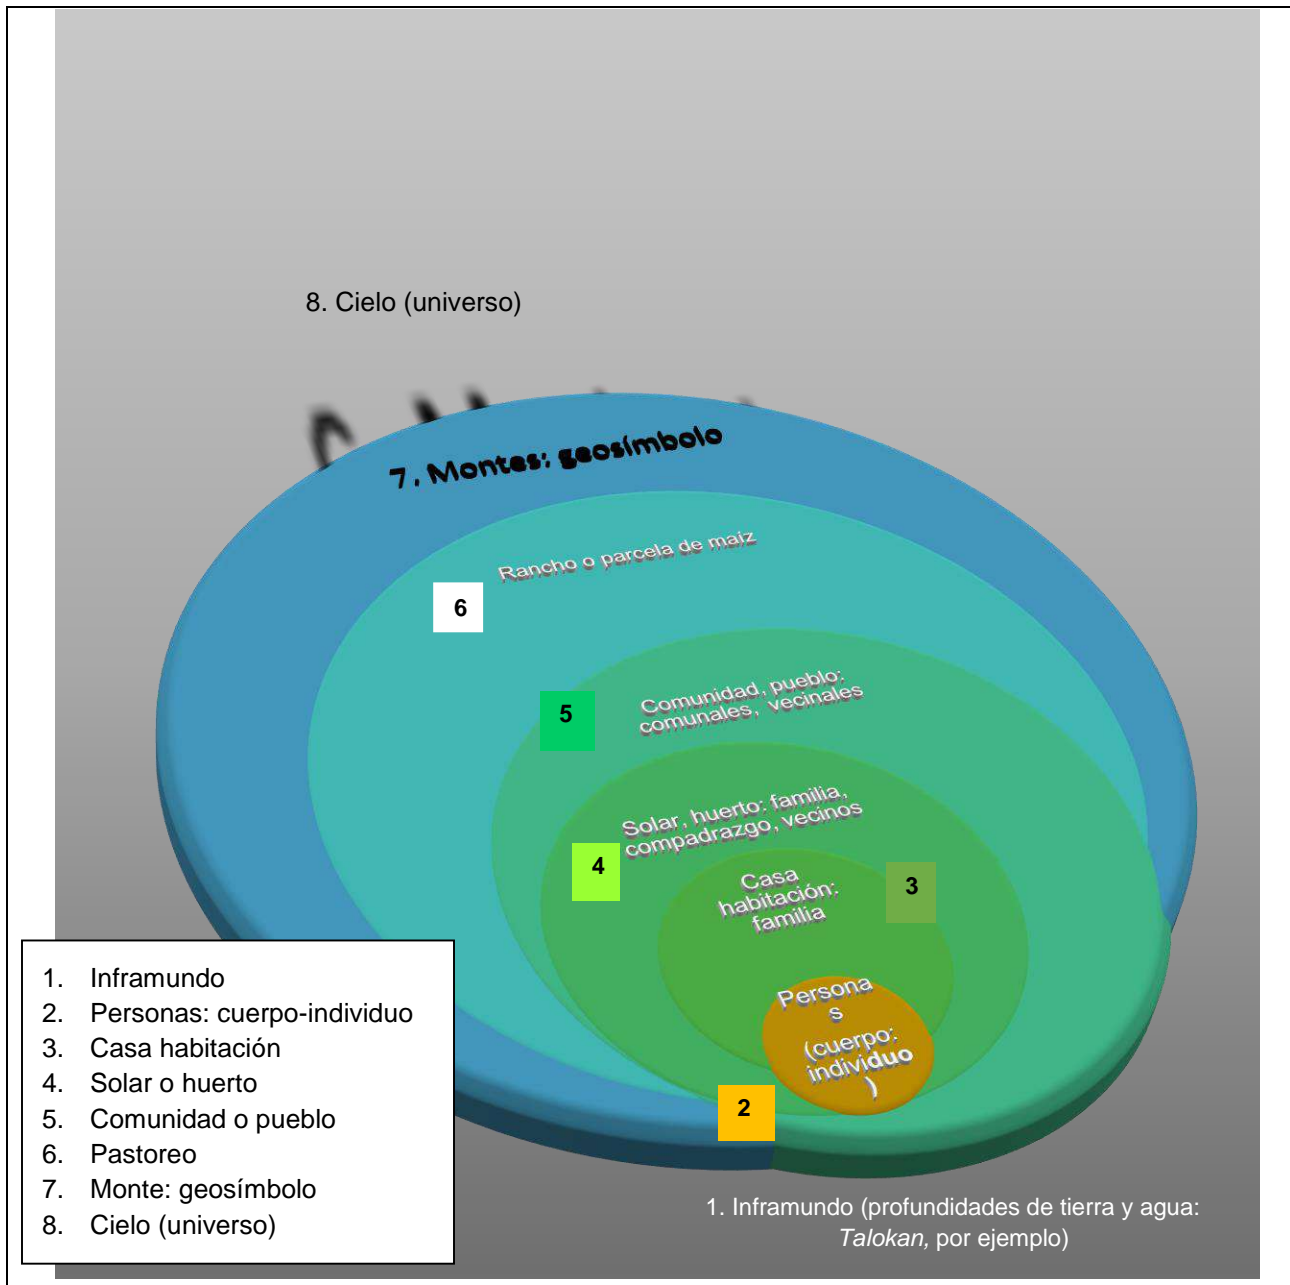 8. Cielo (universo)
7. Montes: geosímbolo
Rancho o parcela de maíz
6
Comunidad, pueblo:
comunales, vecinales
5
Solar, huerto: familia,
compadrazgo, vecinos
4
Casa
habitación:
familia
3
Persona
s
(cuerpo:
individuo
)
2
1. Inframundo
2. Personas: cuerpo-individuo
3. Casa habitación
4. Solar o huerto
5. Comunidad o pueblo
6. Pastoreo
7. Monte: geosímbolo
8. Cielo (universo)
1. Inframundo (profundidades de tierra y agua:
Talokan, por ejemplo)